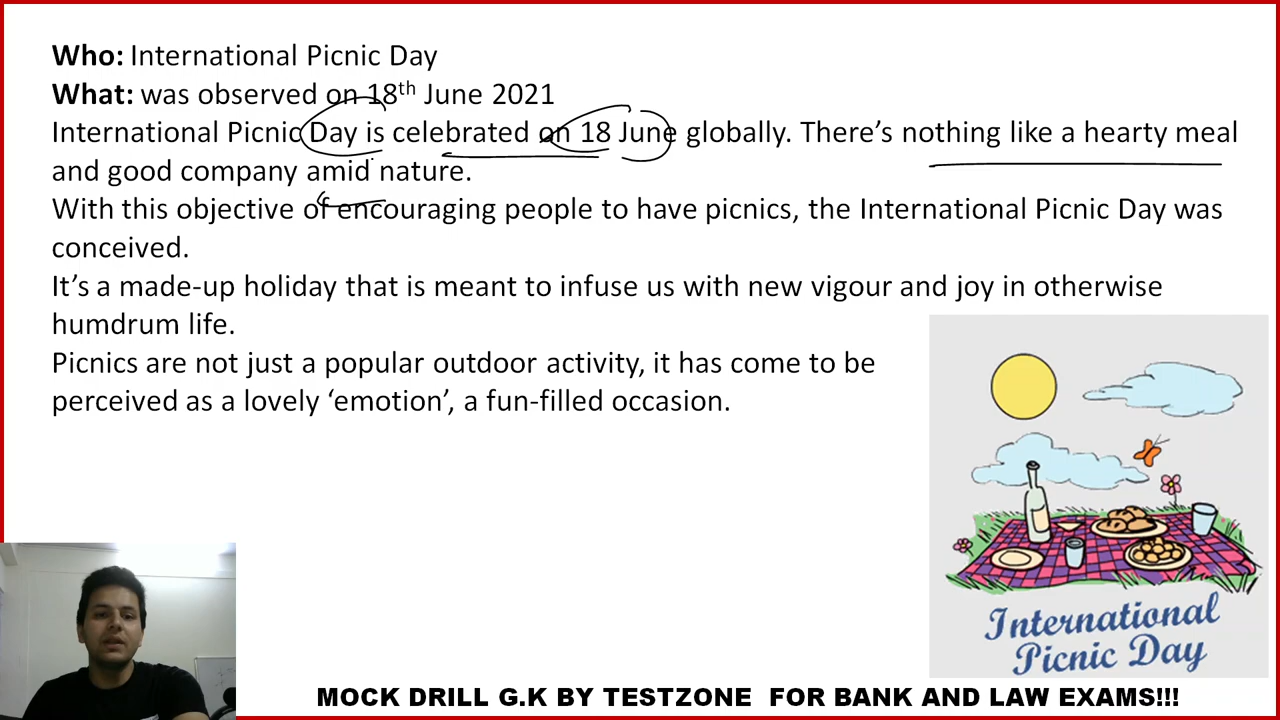 Who: International Picnic Day
What: was observed on 18th June 2021
International Picnic Day is celebrated on 18 June globally. There’s nothing like a hearty meal
and good company amid nature.
With this objective of encouraging people to have picnics, the International Picnic Day was
conceived.
It’s a made-up holiday that is meant to infuse us with new vigour and joy in otherwise
humdrum life.
Picnics are not just a popular outdoor activity, it has come to be
perceived as a lovely ‘emotion’, a fun-filled occasion.
International
Picnic Day
MOCK DRILL G.K BY TESTZONE FOR BANK AND LAW EXAMS!!!